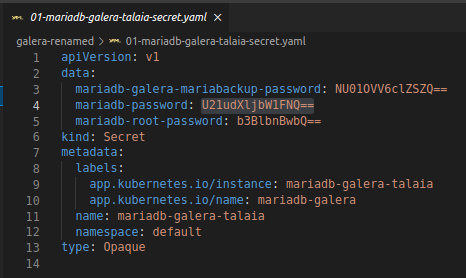 01-mariadb-galera-talaia-secret.yaml ×
galera-renamed > 01-mariadb-galera-talaia-secret.yaml
1 apiVersion: v1
2 data:
3 mariadb-galera-mariabackup-password: NU01OVV6clZSZQ==
4 mariadb-password: U21udXljbW1FNQ==
5 mariadb-root-password: b3BlbnBwbQ==
6 kind: Secret
7 metadata:
8 labels:
9 app.kubernetes.io/instance: mariadb-galera-talaia
10 app.kubernetes.io/name: mariadb-galera
11 name: mariadb-galera-talaia
12 namespace: default
13 type: Opaque
14